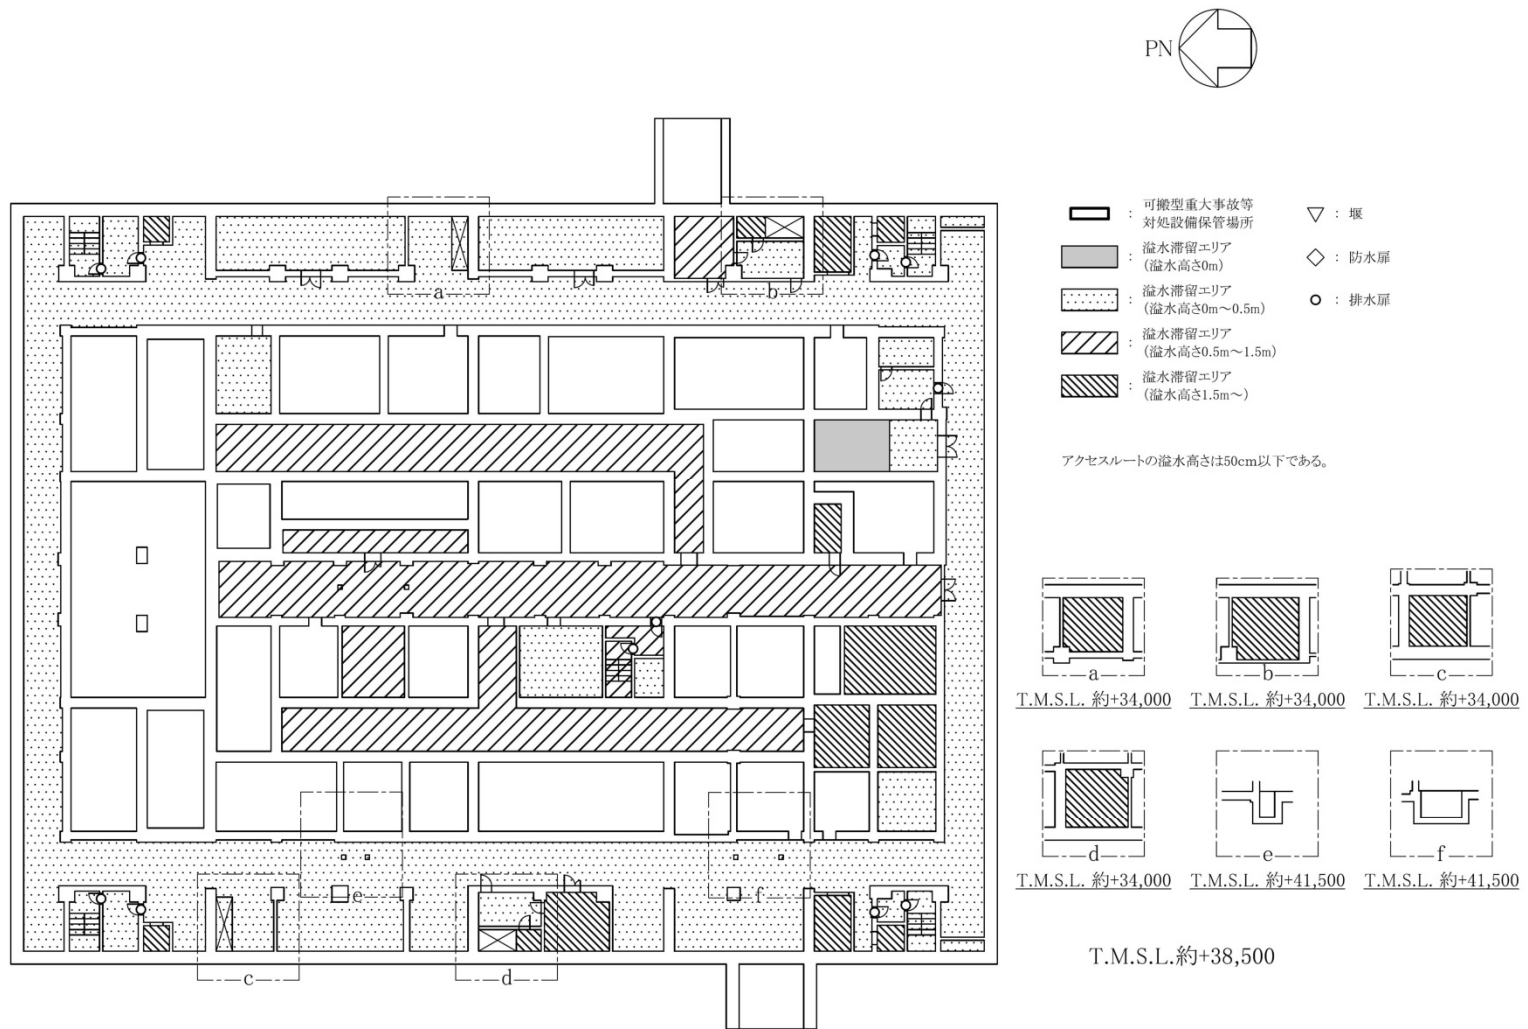 PN
： 可搬型重大事故等
対処設備保管場所
： 溢水滞留エリア
（溢水高さ0m）
： 溢水滞留エリア
（溢水高さ0m～0.5m）
： 溢水滞留エリア
（溢水高さ0.5m～1.5m）
： 溢水滞留エリア
（溢水高さ1.5m～）
： 堰
： 防水扉
： 排水扉
アクセスルートの溢水高さは50cm以下である。
a
b
c
d
e
f
a
T.M.S.L. 約+34,000
b
T.M.S.L. 約+34,000
c
T.M.S.L. 約+34,000
d
T.M.S.L. 約+34,000
e
T.M.S.L. 約+41,500
f
T.M.S.L. 約+41,500
T.M.S.L.約+38,500